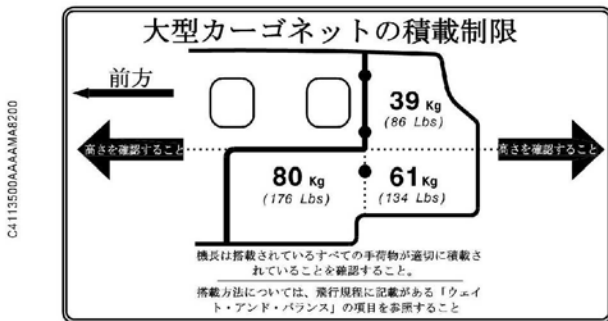 大型カーゴネットの積載制限
前方
39 Kg
(86 Lbs)
高さを確認すること
高さを確認すること
80 Kg
(176 Lbs)
61 Kg
(134 Lbs)
機長は搭載されているすべての手荷物が適切に積載さ
れていることを確認すること。
搭載方法については、飛行規程に記載がある「ウェイ
ト・アンド・バランス」の項目を参照すること
C4113500AAAAMA8200